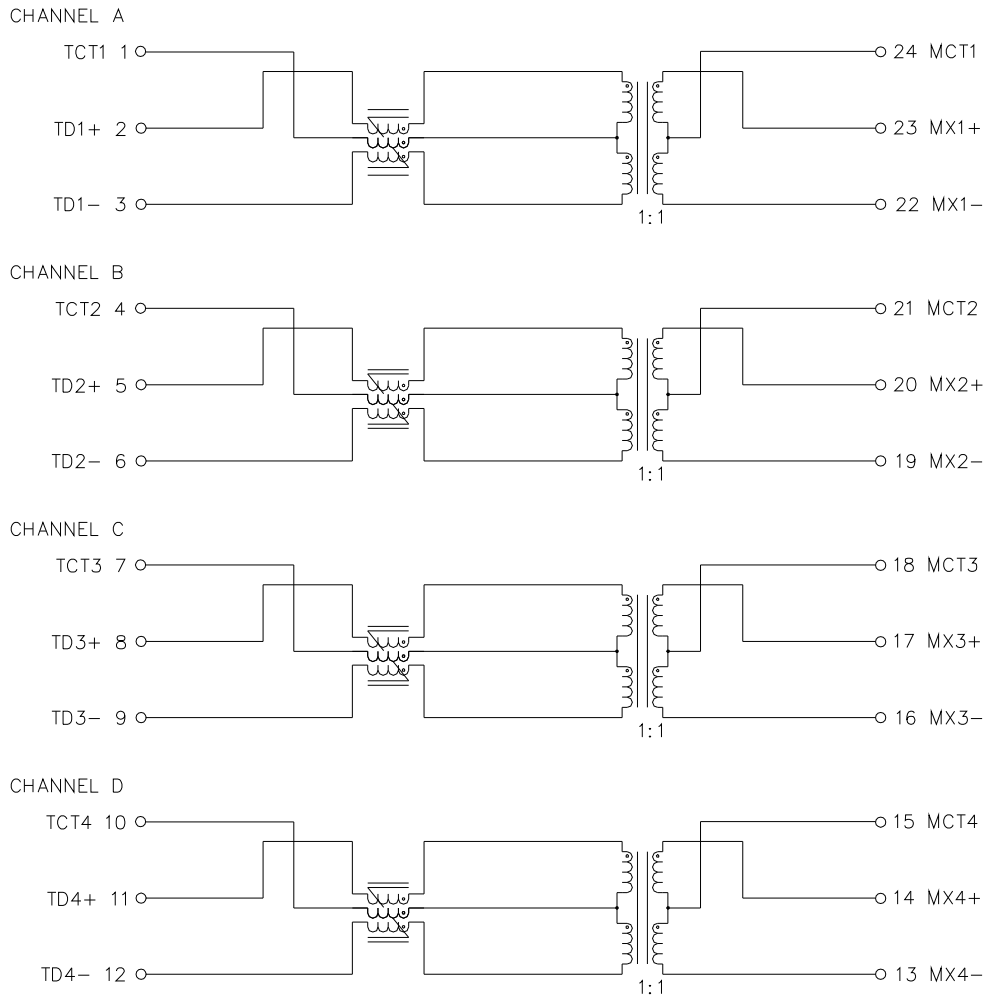 CHANNEL A
TCT1 1 24 MCT1
TD1+ 2 23 MX1+
TD1- 3 22 MX1-
1:1
CHANNEL B
TCT2 4 21 MCT2
TD2+ 5 20 MX2+
TD2- 6 19 MX2-
1:1
CHANNEL C
TCT3 7 18 MCT3
TD3+ 8 17 MX3+
TD3- 9 16 MX3-
1:1
CHANNEL D
TCT4 10 15 MCT4
TD4+ 11 14 MX4+
TD4- 12 13 MX4-
1:1